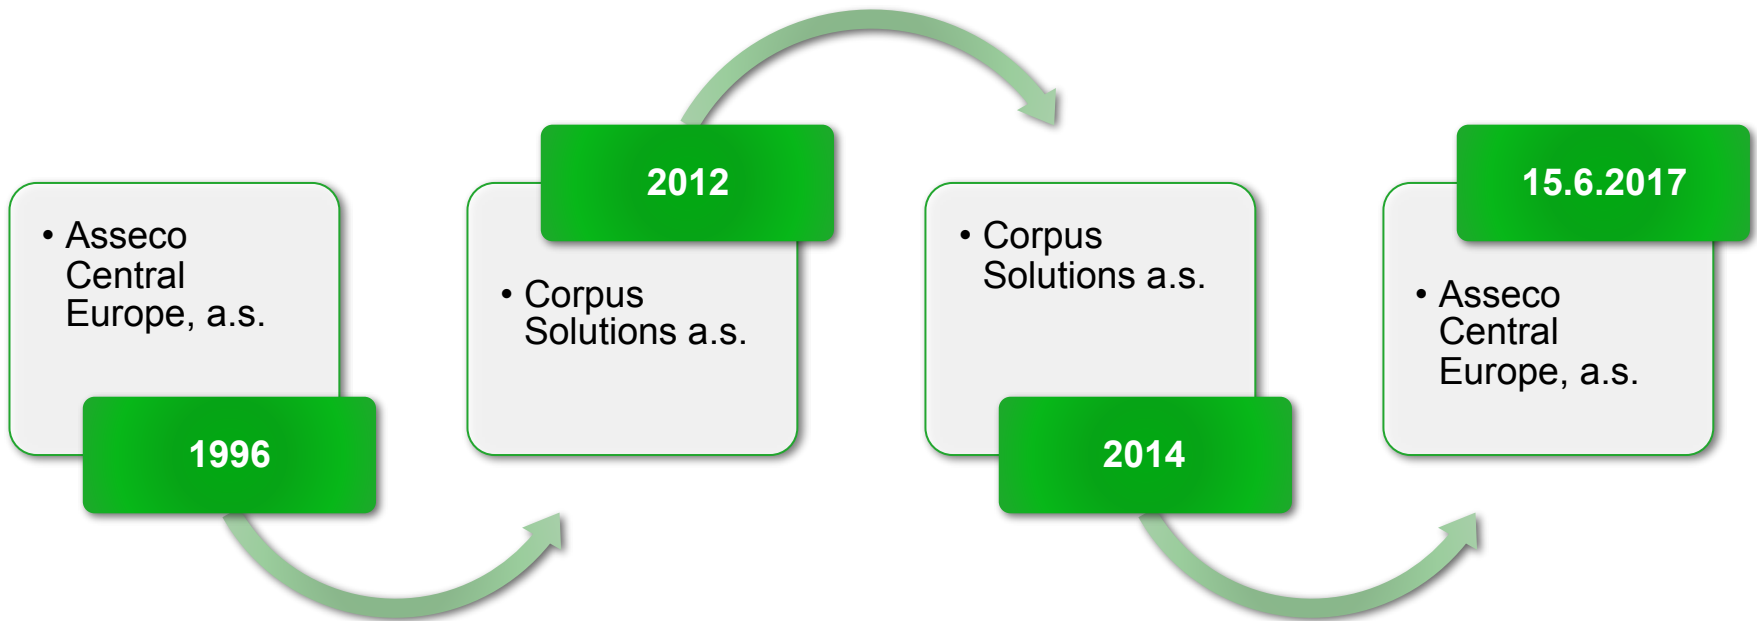 • Asseco
Central
Europe, a.s.
1996
2012
• Corpus
Solutions a.s.
• Corpus
Solutions a.s.
2014
15.6.2017
• Asseco
Central
Europe, a.s.